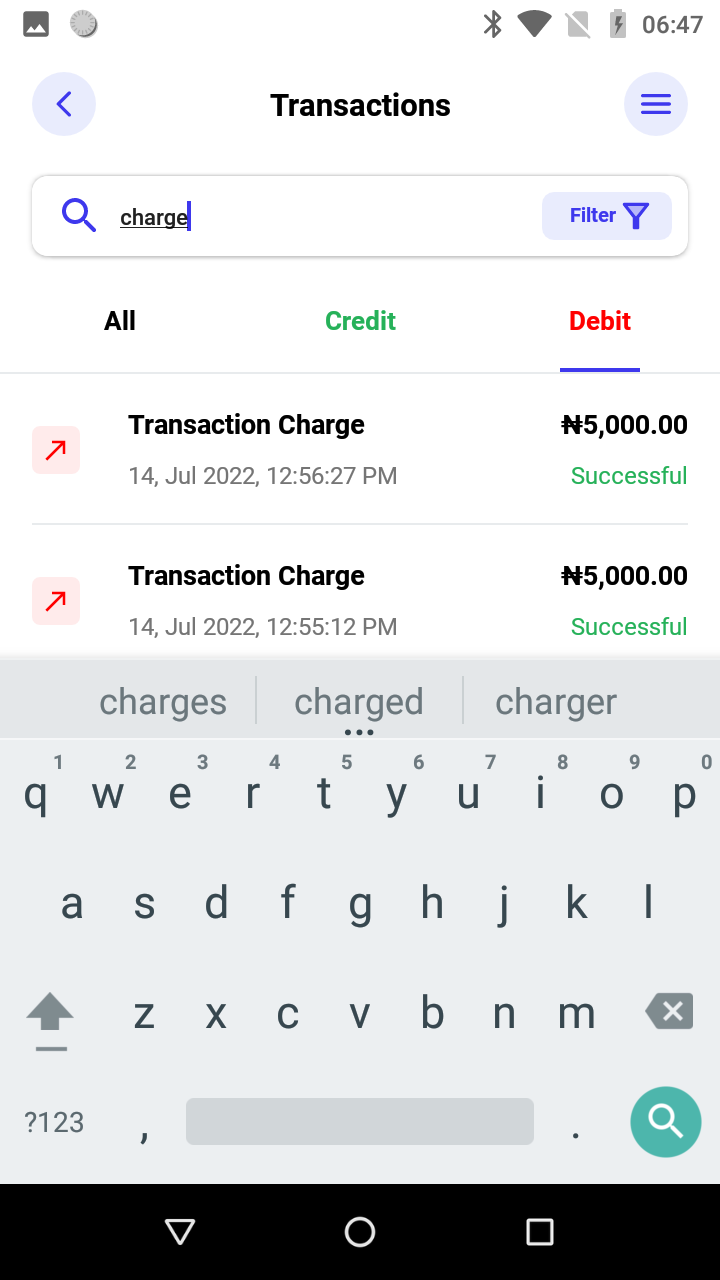 06:47
Transactions
charge
Filter
All Credit Debit
Transaction Charge ₦5,000.00
14, Jul 2022, 12:56:27 PM Successful
Transaction Charge ₦5,000.00
14, Jul 2022, 12:55:12 PM Successful
charges charged charger
1 2 3 4 5 6 7 8 9 0
q w e r t y u i o p
a s d f g h j k l
z x c v b n m
?123 , .